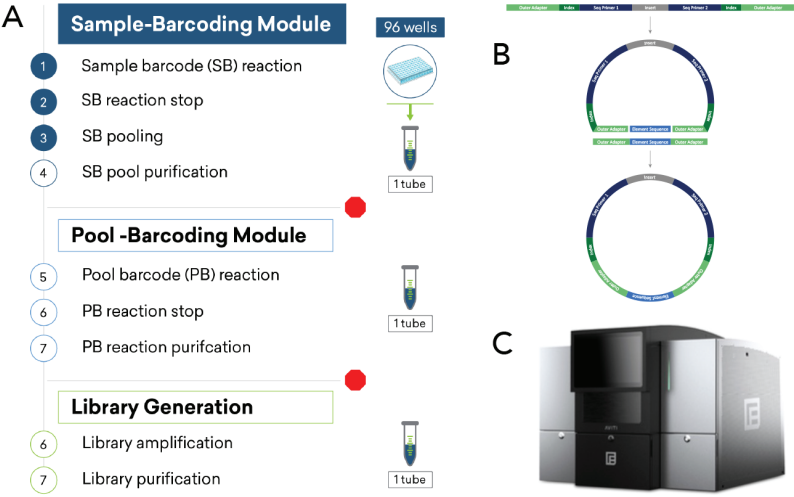 A
Sample-Barcoding Module
96 wells
1 Sample barcode (SB) reaction
2 SB reaction stop
3 SB pooling
4 SB pool purification
1 tube
Pool -Barcoding Module
5 Pool barcode (PB) reaction
6 PB reaction stop
7 PB reaction purifcation
1 tube
Library Generation
6 Library amplification
7 Library purification
1 tube
Outer Adapter Index Seq Primer 1 Insert Seq Primer 2 Index Outer Adapter
B
Insert
Seq Primer 1
Seq Primer 2
Index
Index
Outer Adapter Element Sequence Outer Adapter
Outer Adapter Element Sequence Outer Adapter
Insert
Seq Primer 1
Seq Primer 2
Index
Index
Outer Adapter
Element Sequence
Outer Adapter
C